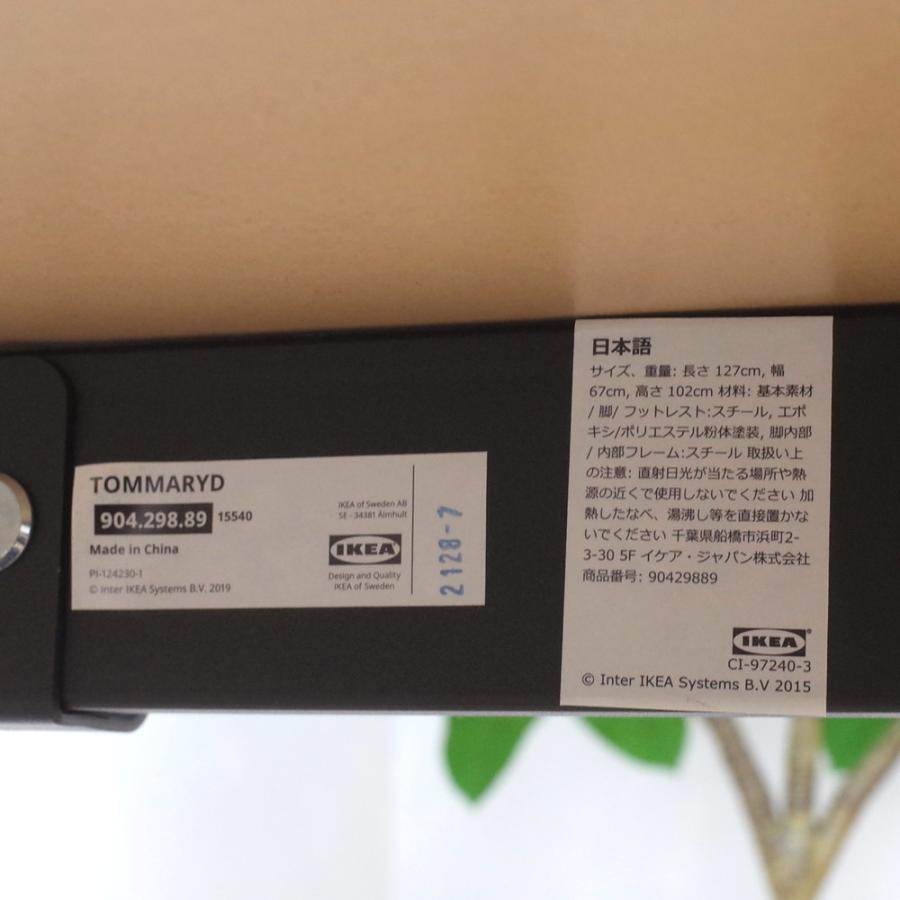 TOMMARYD
904.298.89 15540
Made in China
PI-124230-1
© Inter IKEA Systems B.V. 2019
IKEA of Sweden AB
SE - 34381 Älmhult
IKEA
Design and Quality
IKEA of Sweden
2128-7
日本語
サイズ、重量: 長さ 127cm, 幅
67cm, 高さ 102cm 材料: 基本素材
/ 脚/ フットレスト:スチール, エポ
キシ/ポリエステル粉体塗装, 脚内部
/ 内部フレーム:スチール 取扱い上
の注意: 直射日光が当たる場所や熱
源の近くで使用しないでください 加
熱したなべ、湯沸し等を直接置かな
いでください 千葉県船橋市浜町2-
3-30 5F イケア・ジャパン株式会社
商品番号: 90429889
IKEA®
CI-97240-3
© Inter IKEA Systems B.V 2015